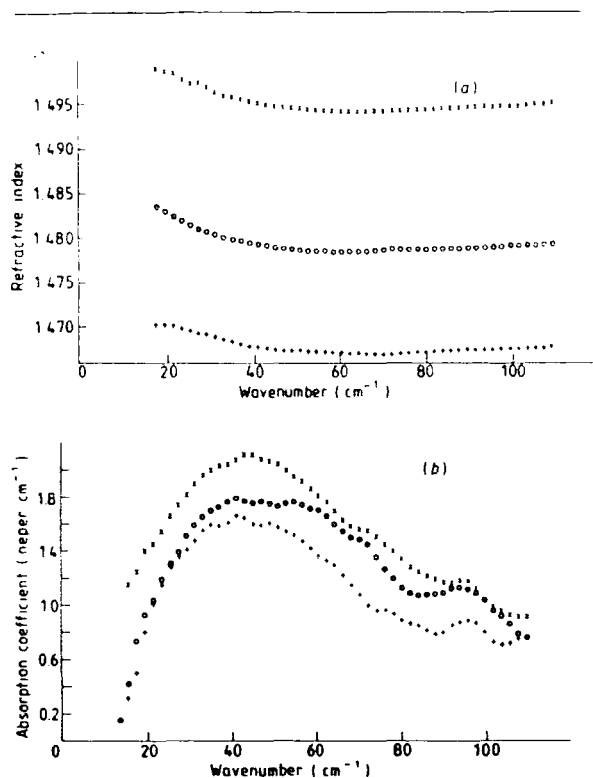 (a)
Refractive index
1 495
1 490
1 485
1 480
1 475
1 470
0 20 40 60 80 100
Wavenumber ( cm⁻¹ )
(b)
Absorption coefficient ( neper cm⁻¹ )
1.8
1.4
1.0
0.6
0.2
0 20 40 60 80 100
Wavenumber ( cm⁻¹ )